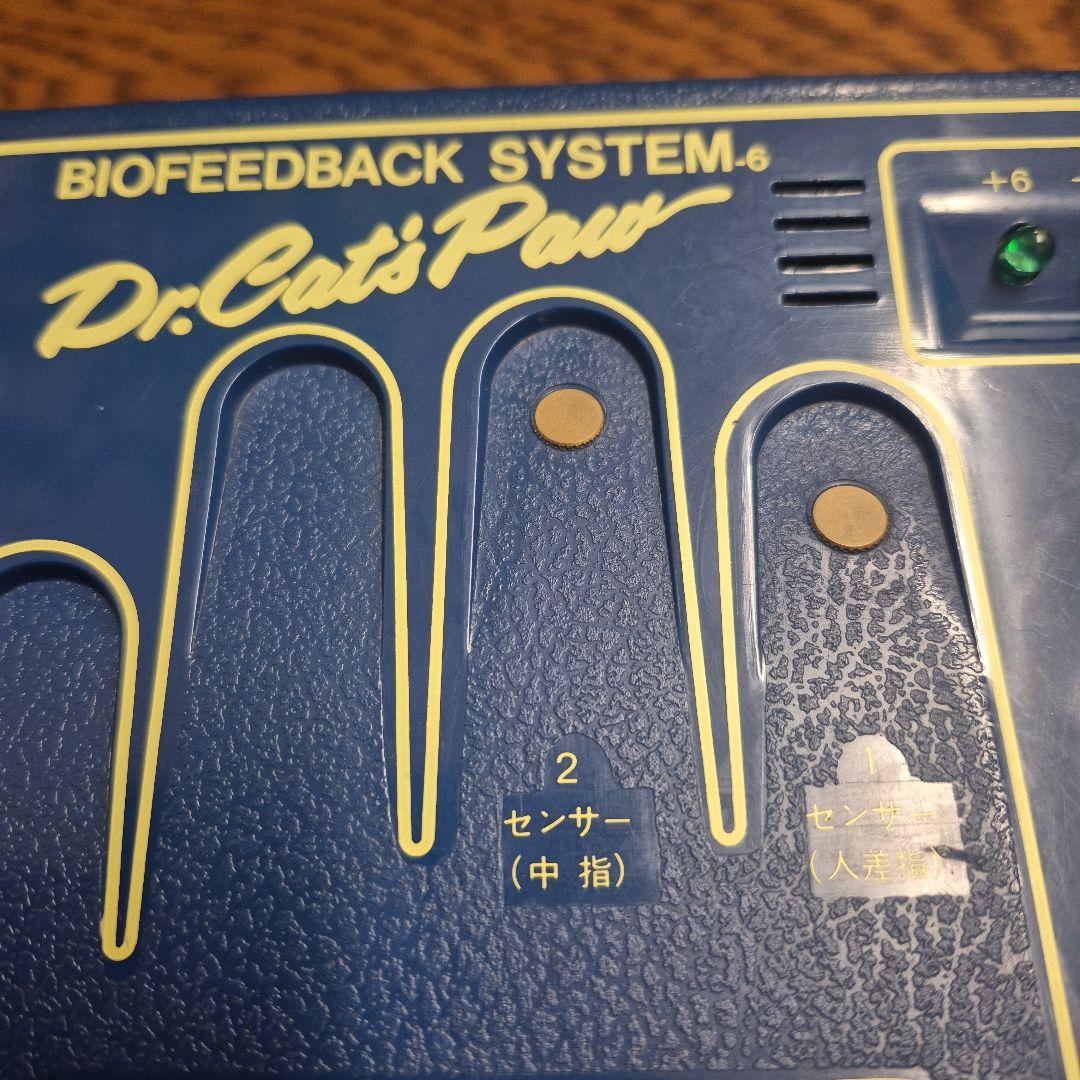 BIOFEEDBACK SYSTEM-6
Dr. Cat's Paw
+6
2
センサー
(中指)
1
センサー
(人差指)